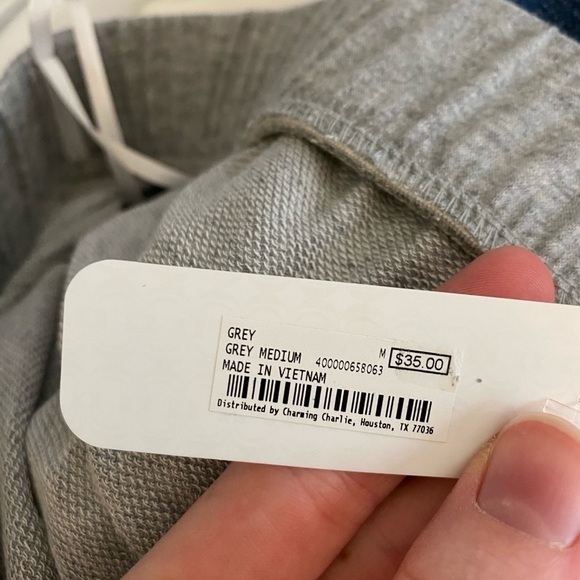 GREY
GREY MEDIUM 400000658063 M $35.00
MADE IN VIETNAM
Distributed by Charming Charlie, Houston, TX 77036